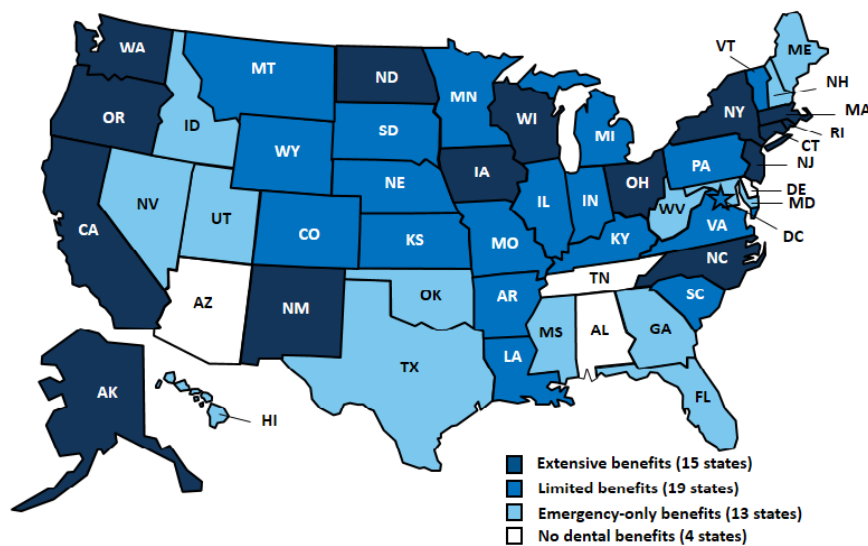 WA
MT
ND
MN
VT
ME
NH
MA
RI
CT
NJ
DE
MD
DC
OR
ID
SD
WI
MI
NY
WY
NE
IA
PA
NV
UT
CO
KS
IL
IN
OH
WV
VA
CA
MO
KY
NC
AZ
NM
OK
AR
TN
SC
MS
AL
GA
TX
LA
FL
AK
HI
Extensive benefits (15 states)
Limited benefits (19 states)
Emergency-only benefits (13 states)
No dental benefits (4 states)